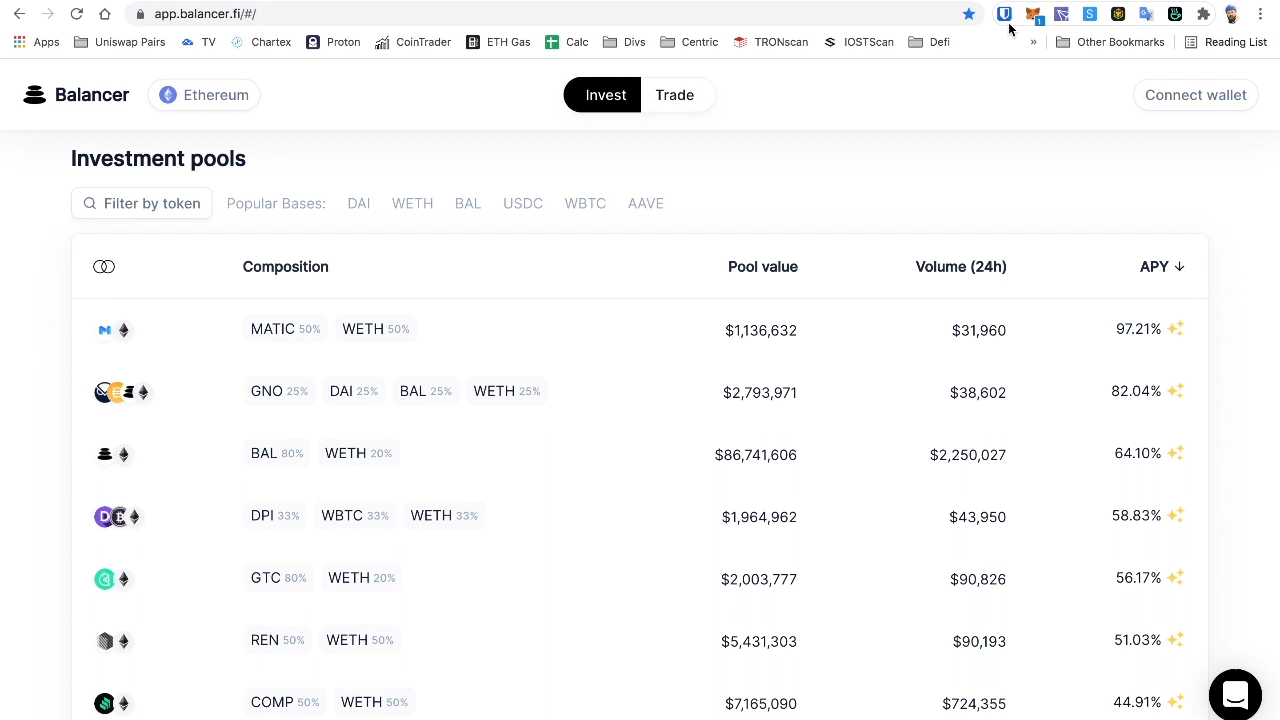 app.balancer.fi/#/
1
S
Apps Uniswap Pairs TV Chartex Proton CoinTrader ETH Gas Calc Divs Centric TRONscan IOSTScan Defi » Other Bookmarks Reading List
Balancer Ethereum Invest Trade Connect wallet
Investment pools
Filter by token Popular Bases: DAI WETH BAL USDC WBTC AAVE
Composition Pool value Volume (24h) APY ↓
MATIC 50% WETH 50% $1,136,632 $31,960 97.21%
GNO 25% DAI 25% BAL 25% WETH 25% $2,793,971 $38,602 82.04%
BAL 80% WETH 20% $86,741,606 $2,250,027 64.10%
DPI 33% WBTC 33% WETH 33% $1,964,962 $43,950 58.83%
GTC 80% WETH 20% $2,003,777 $90,826 56.17%
REN 50% WETH 50% $5,431,303 $90,193 51.03%
COMP 50% WETH 50% $7,165,090 $724,355 44.91%